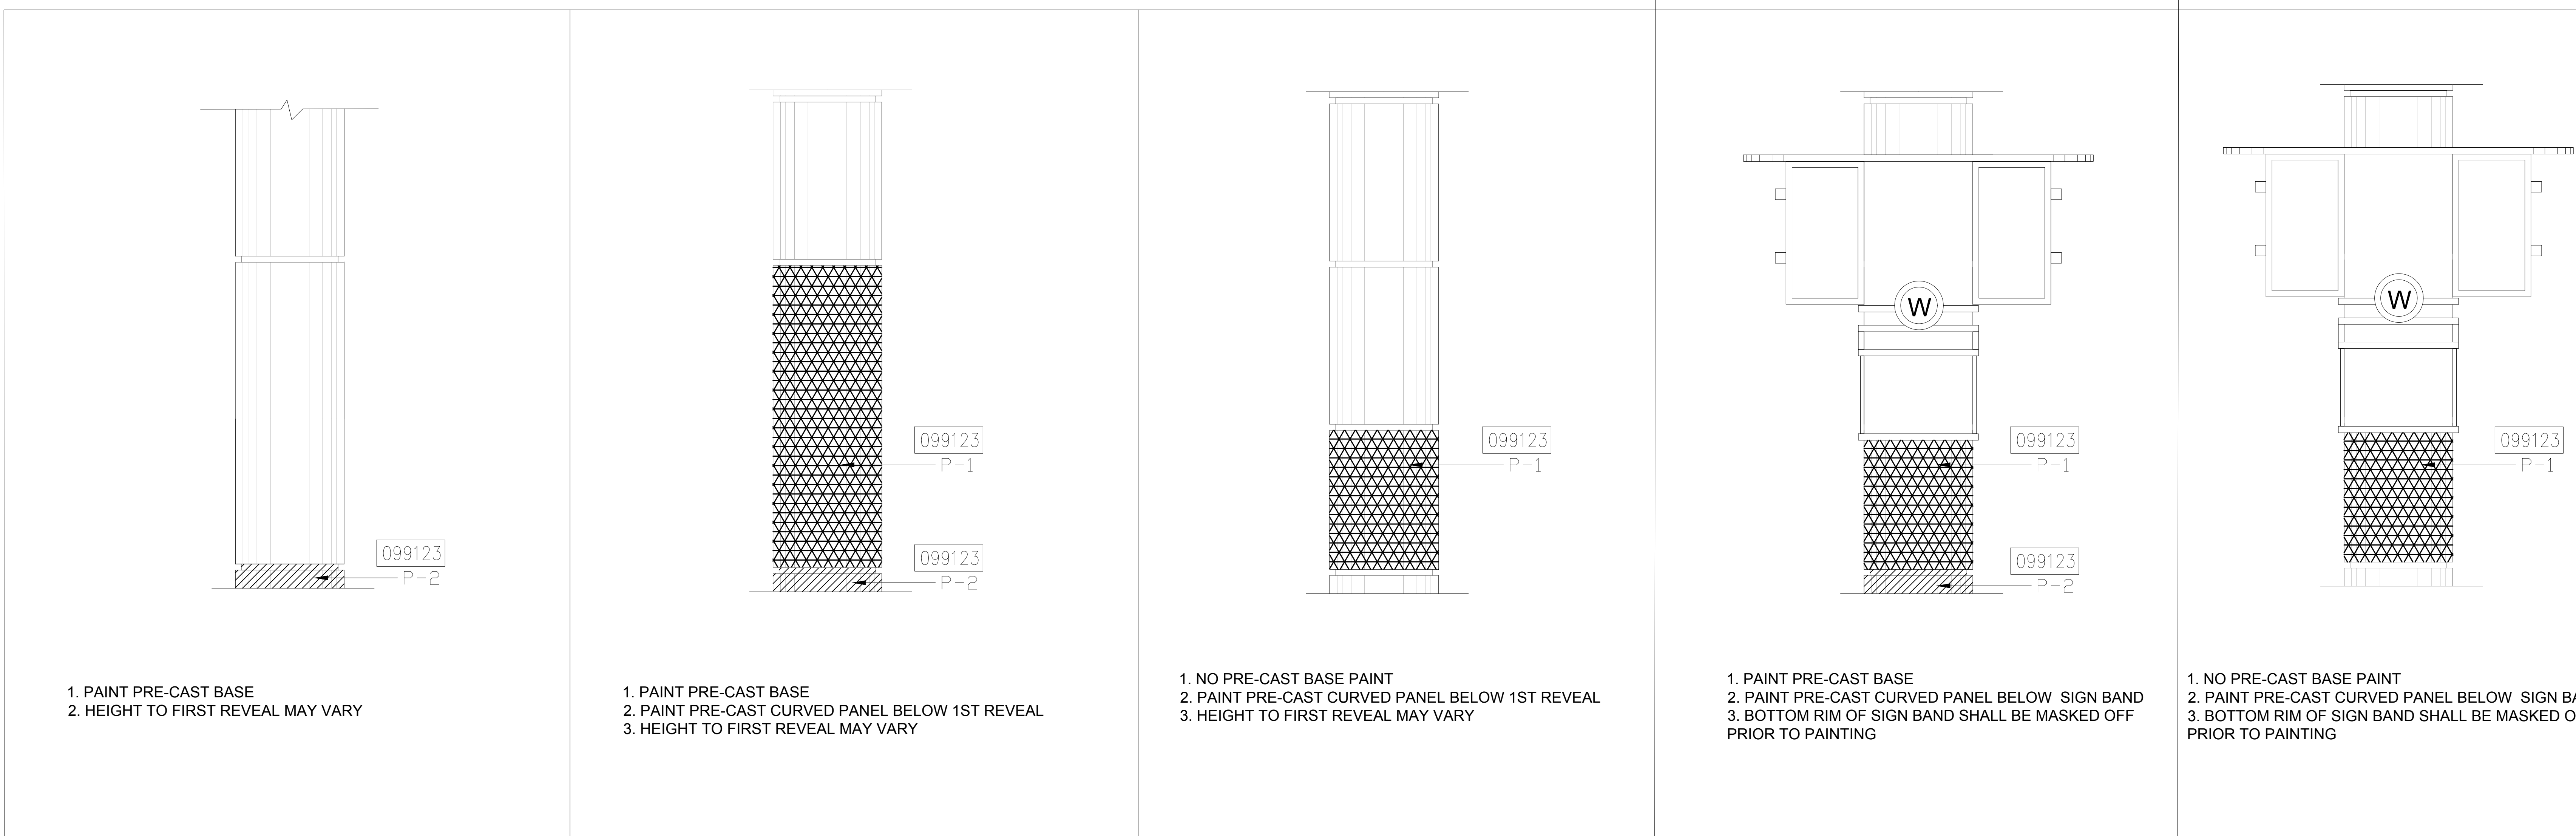 099123
P-2
1. PAINT PRE-CAST BASE
2. HEIGHT TO FIRST REVEAL MAY VARY
099123
P-1
099123
P-2
1. PAINT PRE-CAST BASE
2. PAINT PRE-CAST CURVED PANEL BELOW 1ST REVEAL
3. HEIGHT TO FIRST REVEAL MAY VARY
099123
P-1
1. NO PRE-CAST BASE PAINT
2. PAINT PRE-CAST CURVED PANEL BELOW 1ST REVEAL
3. HEIGHT TO FIRST REVEAL MAY VARY
W
099123
P-1
099123
P-2
1. PAINT PRE-CAST BASE
2. PAINT PRE-CAST CURVED PANEL BELOW SIGN BAND
3. BOTTOM RIM OF SIGN BAND SHALL BE MASKED OFF
PRIOR TO PAINTING
W
099123
P-1
1. NO PRE-CAST BASE PAINT
2. PAINT PRE-CAST CURVED PANEL BELOW SIGN
3. BOTTOM RIM OF SIGN BAND SHALL BE MASKED
PRIOR TO PAINTING